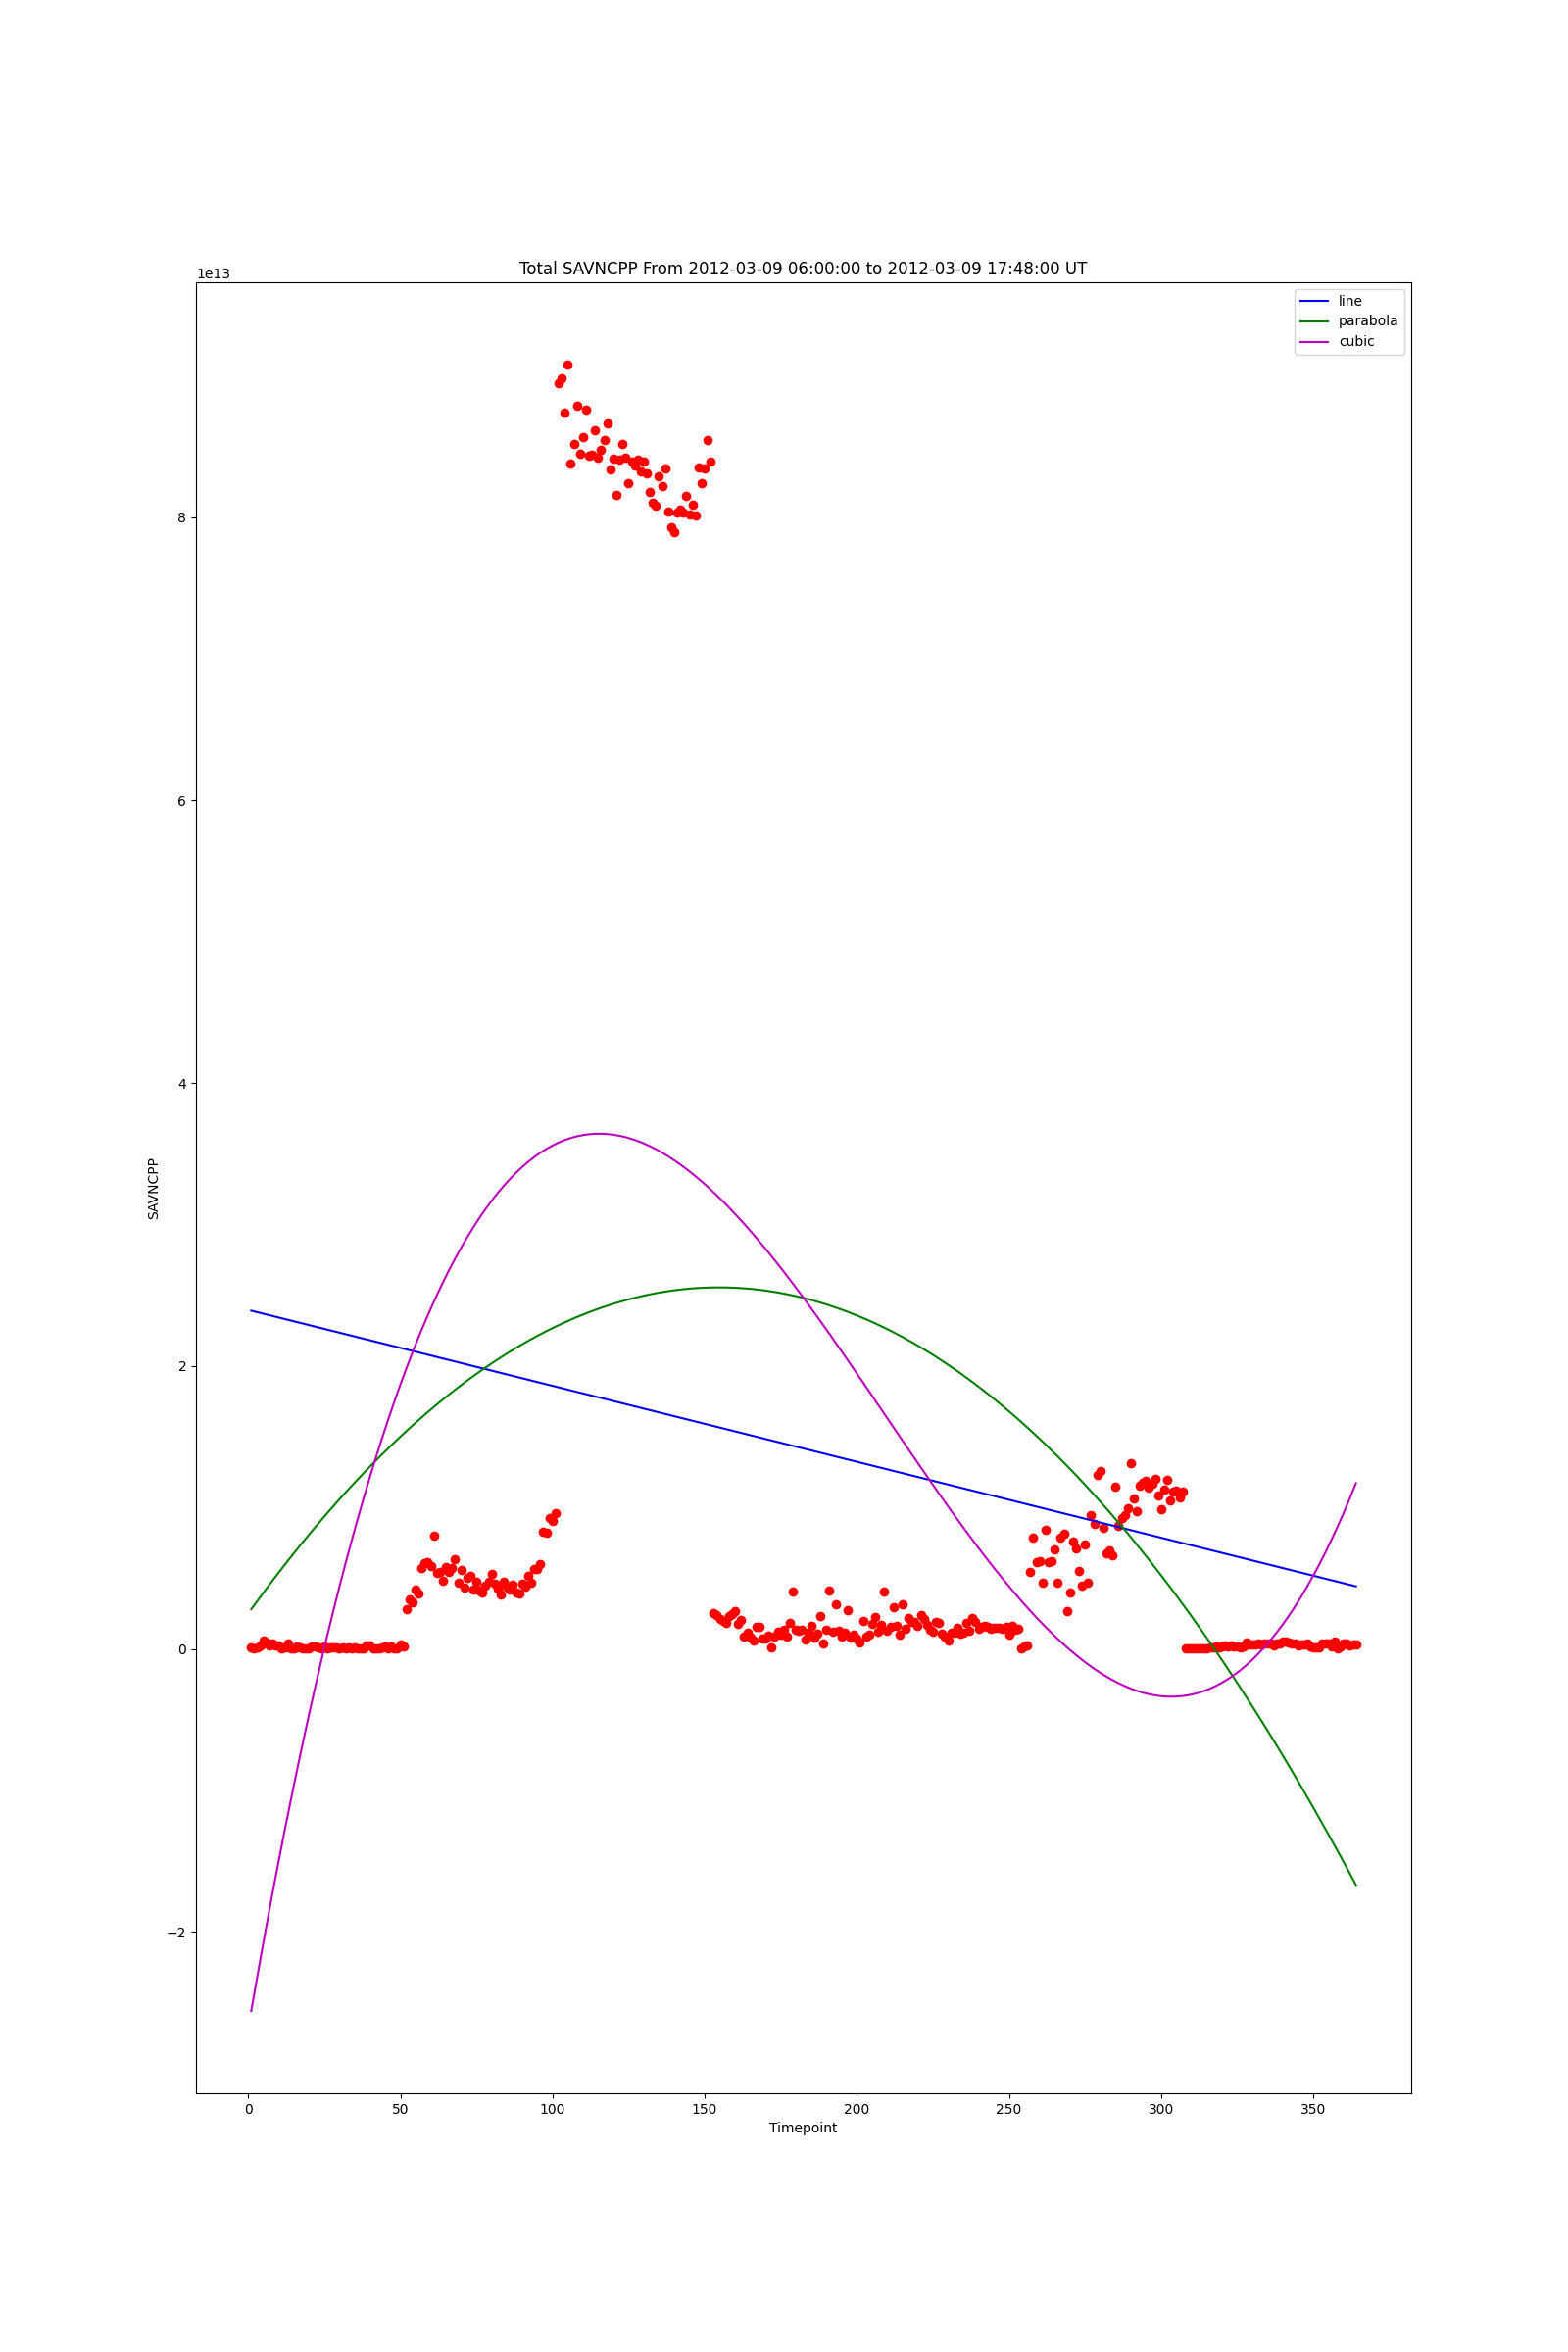 Total SAVNCPP From 2012-03-09 06:00:00 to 2012-03-09 17:48:00 UT
1e13
line
parabola
cubic
8
6
4
2
0
−2
SAVNCPP
0 50 100 150 200 250 300 350
Timepoint